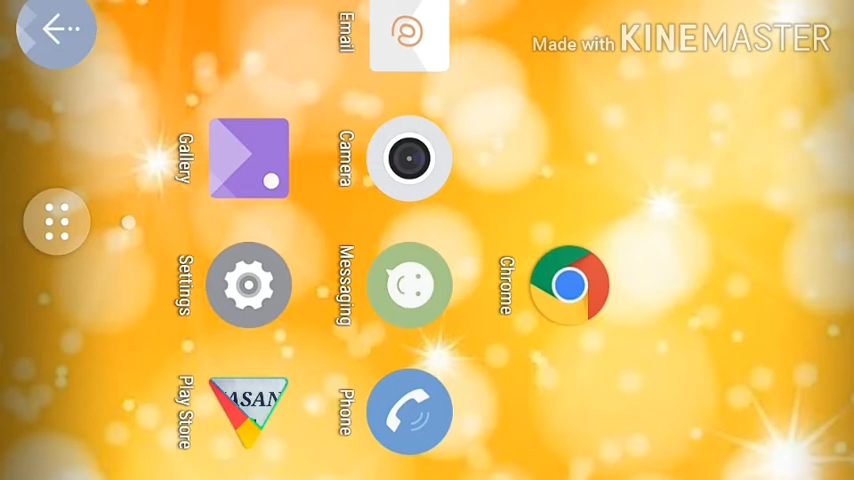 Made with KINEMASTER
Email
Gallery
Camera
Settings
Messaging
Chrome
Play Store
Phone
ASAN